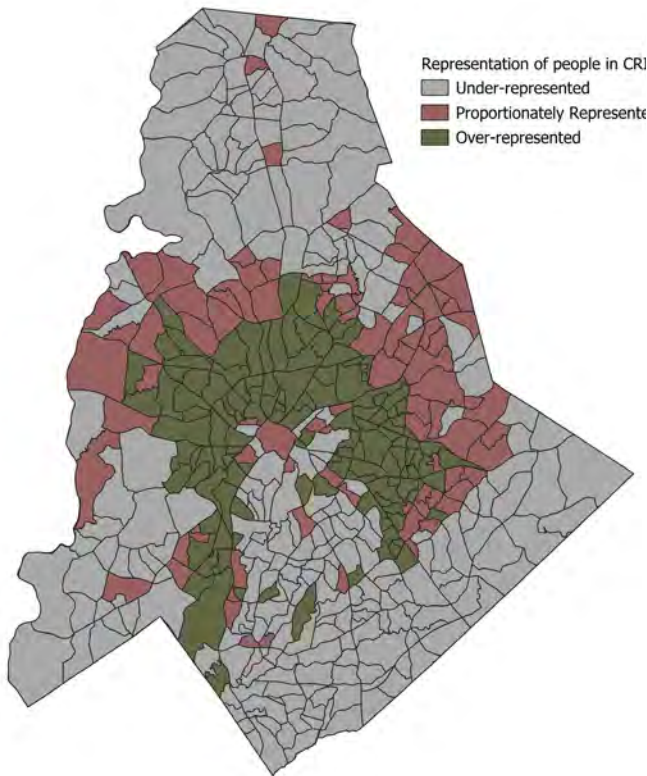 Representation of people in CRI
Under-represented
Proportionately Represente
Over-represented